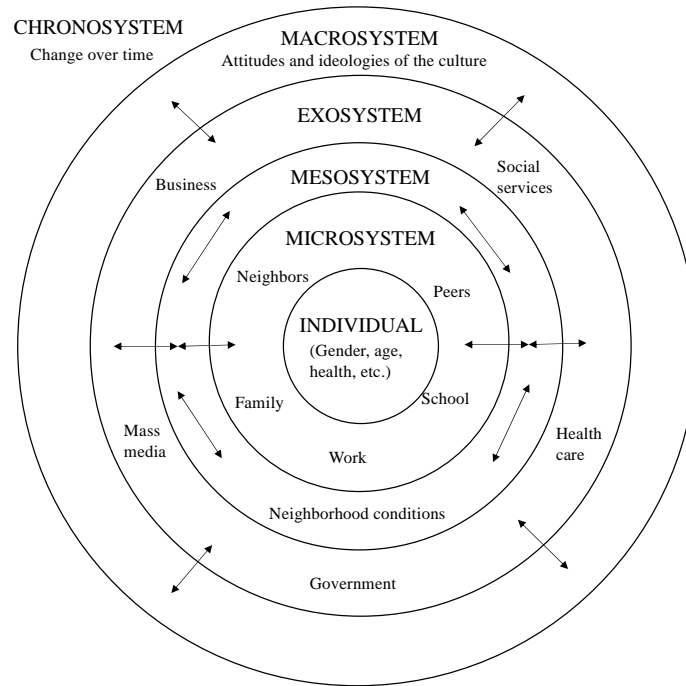 CHRONOSYSTEM
Change over time
MACROSYSTEM
Attitudes and ideologies of the culture
EXOSYSTEM
Business
Social
services
MESOSYSTEM
MICROSYSTEM
Neighbors
Peers
INDIVIDUAL
(Gender, age,
health, etc.)
Family
School
Mass
media
Work
Health
care
Neighborhood conditions
Government